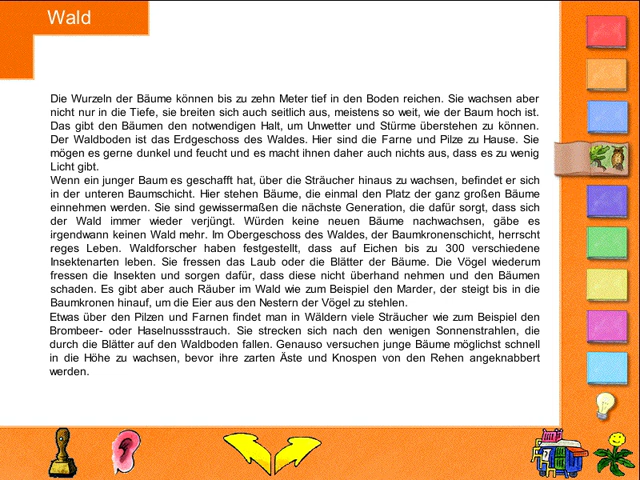 Wald
Die Wurzeln der Bäume können bis zu zehn Meter tief in den Boden reichen. Sie wachsen aber
nicht nur in die Tiefe, sie breiten sich auch seitlich aus, meistens so weit, wie der Baum hoch ist.
Das gibt den Bäumen den notwendigen Halt, um Unwetter und Stürme überstehen zu können.
Der Waldboden ist das Erdgeschoss des Waldes. Hier sind die Farne und Pilze zu Hause. Sie
mögen es gerne dunkel und feucht und es macht ihnen daher auch nichts aus, dass es zu wenig
Licht gibt.
Wenn ein junger Baum es geschafft hat, über die Sträucher hinaus zu wachsen, befindet er sich
in der unteren Baumschicht. Hier stehen Bäume, die einmal den Platz der ganz großen Bäume
einnehmen werden. Sie sind gewissermaßen die nächste Generation, die dafür sorgt, dass sich
der Wald immer wieder verjüngt. Würden keine neuen Bäume nachwachsen, gäbe es
irgendwann keinen Wald mehr. Im Obergeschoss des Waldes, der Baumkronenschicht, herrscht
reges Leben. Waldforscher haben festgestellt, dass auf Eichen bis zu 300 verschiedene
Insektenarten leben. Sie fressen das Laub oder die Blätter der Bäume. Die Vögel wiederum
fressen die Insekten und sorgen dafür, dass diese nicht überhand nehmen und den Bäumen
schaden. Es gibt aber auch Räuber im Wald wie zum Beispiel den Marder, der steigt bis in die
Baumkronen hinauf, um die Eier aus den Nestern der Vögel zu stehlen.
Etwas über den Pilzen und Farnen findet man in Wäldern viele Sträucher wie zum Beispiel den
Brombeer- oder Haselnussstrauch. Sie strecken sich nach den wenigen Sonnenstrahlen, die
durch die Blätter auf den Waldboden fallen. Genauso versuchen junge Bäume möglichst schnell
in die Höhe zu wachsen, bevor ihre zarten Äste und Knospen von den Rehen angeknabbert
werden.